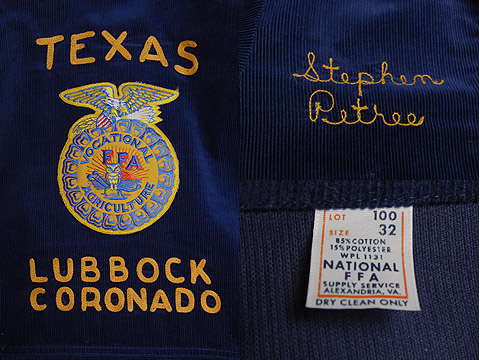 TEXAS
VOCATIONAL
FFA
AGRICULTURE
LUBBOCK
CORONADO
Stephen
Petree
LOT 100
SIZE 32
85% COTTON
15% POLYESTER
WPL 1131
NATIONAL
FFA
SUPPLY SERVICE
ALEXANDRIA, VA.
DRY CLEAN ONLY